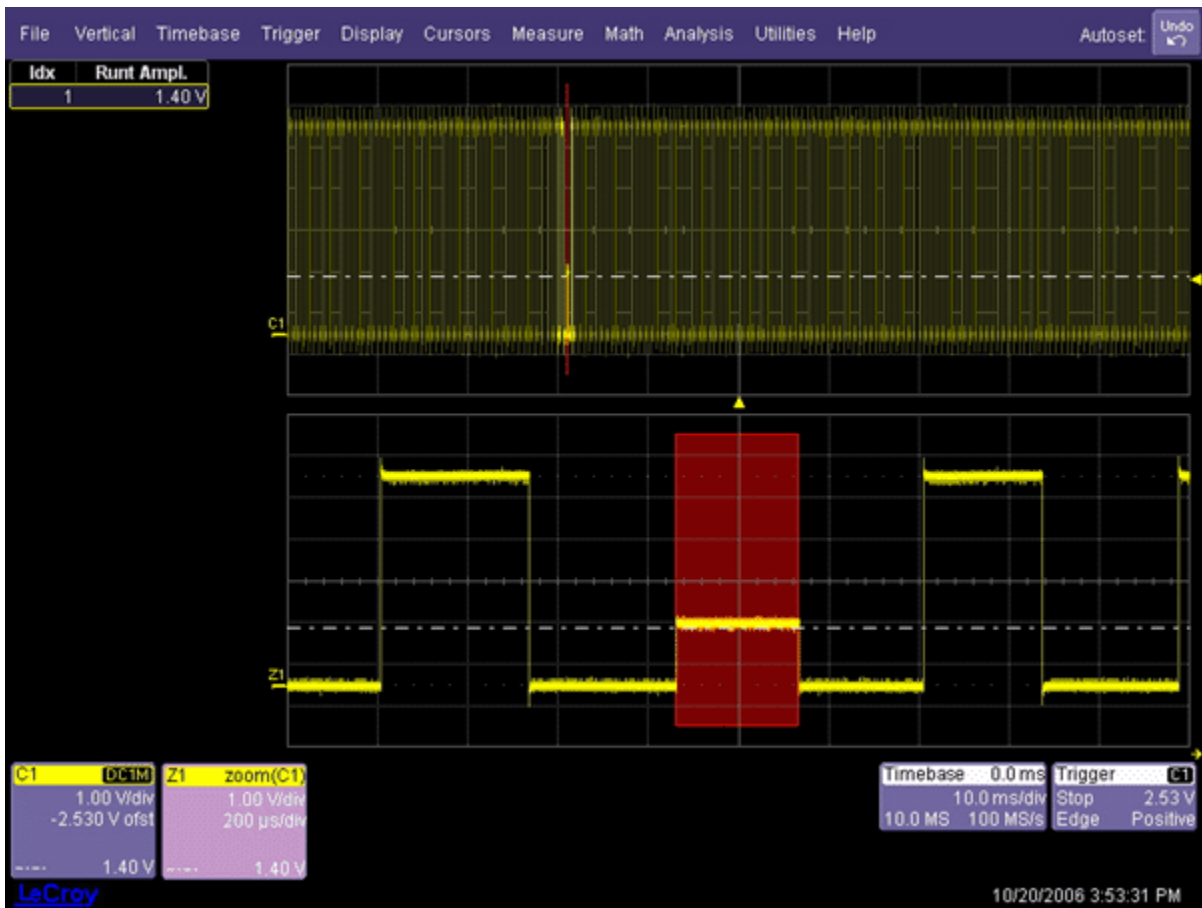 File Vertical Timebase Trigger Display Cursors Measure Math Analysis Utilities Help Autoset Undo
Idx Runt Ampl.
1 1.40 V
C1
Z1
C1 DC1M
1.00 V/div
-2.530 V ofst
1.40 V
Z1 zoom(C1)
1.00 V/div
200 µs/div
1.40 V
Timebase 0.0 ms
10.0 ms/div
10.0 MS 100 MS/s
Trigger C1
Stop 2.53 V
Edge Positive
LeCroy
10/20/2006 3:53:31 PM